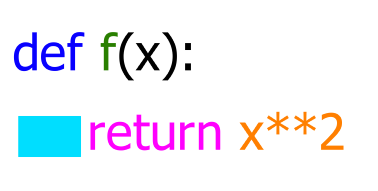 def f(x):
return x**2